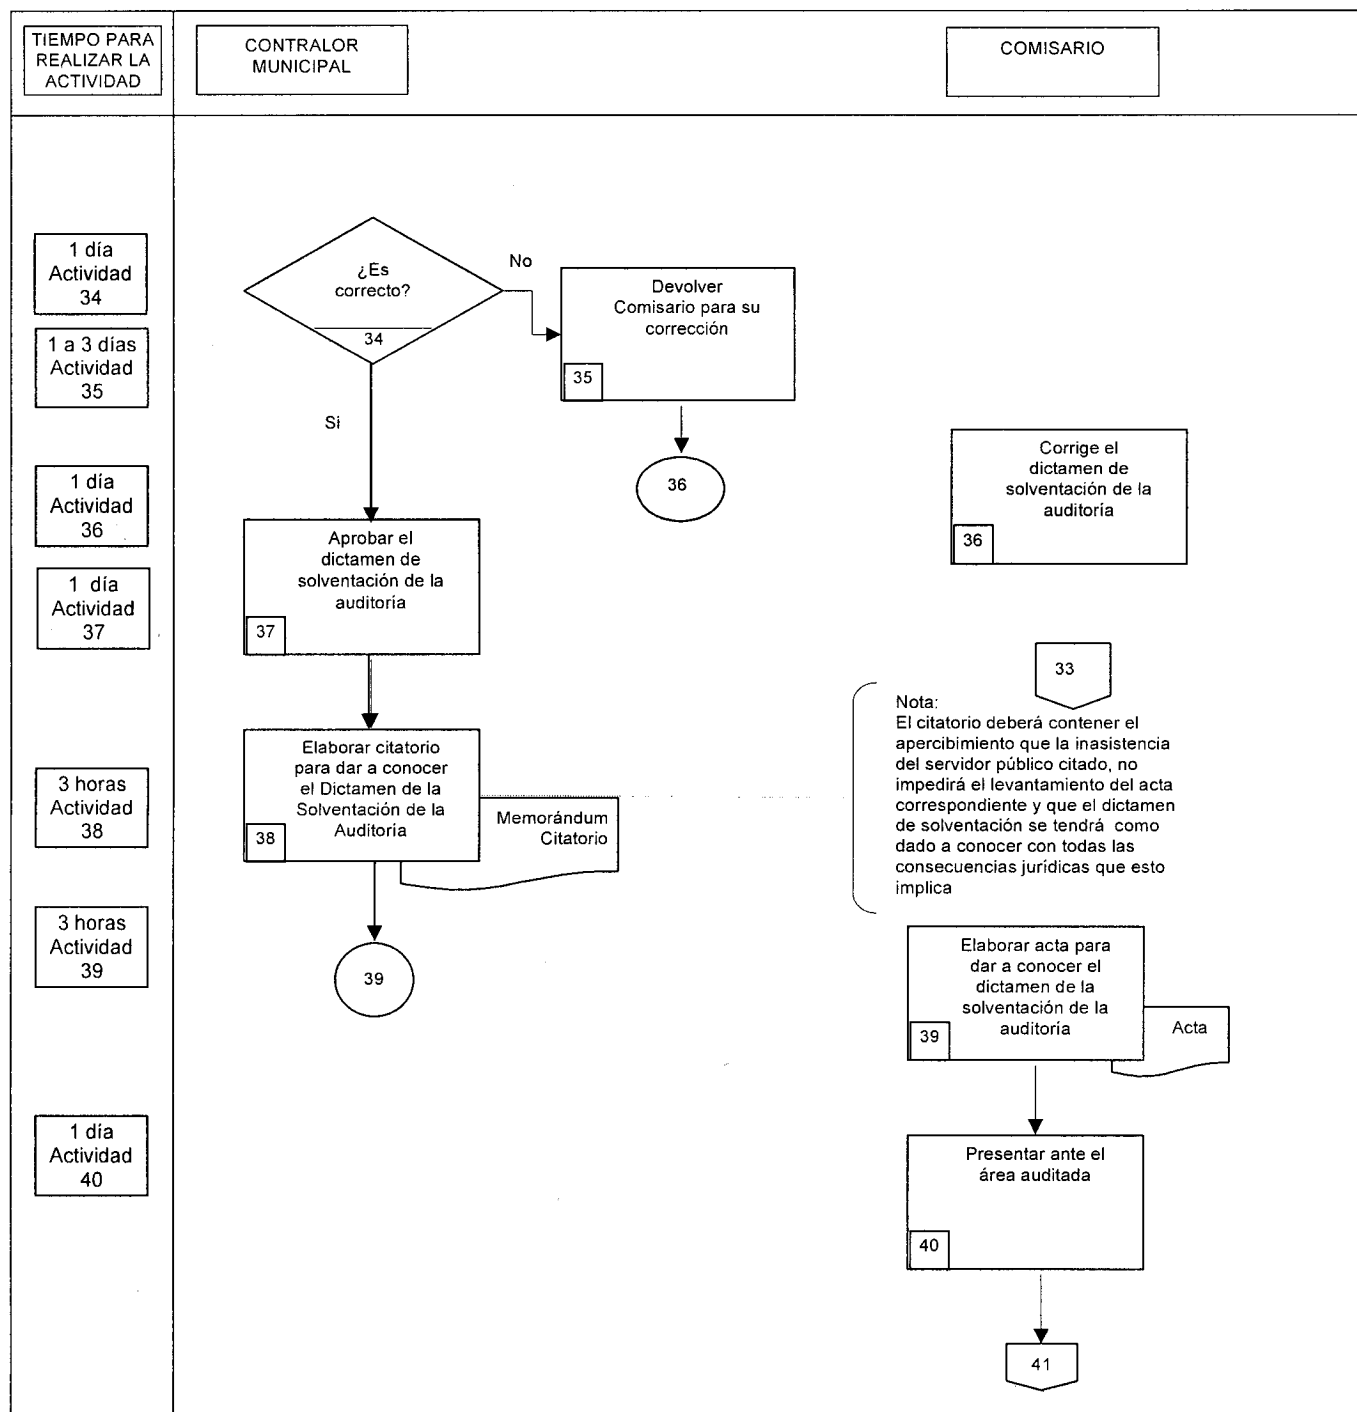 TIEMPO PARA
REALIZAR LA
ACTIVIDAD
CONTRALOR
MUNICIPAL
COMISARIO
1 día
Actividad
34
1 a 3 días
Actividad
35
1 día
Actividad
36
1 día
Actividad
37
3 horas
Actividad
38
3 horas
Actividad
39
1 día
Actividad
40
¿Es
correcto?
34
No
Si
Devolver
Comisario para su
corrección
35
36
Corrige el
dictamen de
solventación de la
auditoría
36
33
Aprobar el
dictamen de
solventación de la
auditoría
37
Elaborar citatorio
para dar a conocer
el Dictamen de la
Solventación de la
Auditoría
38
Memorándum
Citatorio
39
Nota:
El citatorio deberá contener el
apercibimiento que la inasistencia
del servidor público citado, no
impedirá el levantamiento del acta
correspondiente y que el dictamen
de solventación se tendrá como
dado a conocer con todas las
consecuencias jurídicas que esto
implica
Elaborar acta para
dar a conocer el
dictamen de la
solventación de la
auditoría
39
Acta
Presentar ante el
área auditada
40
41